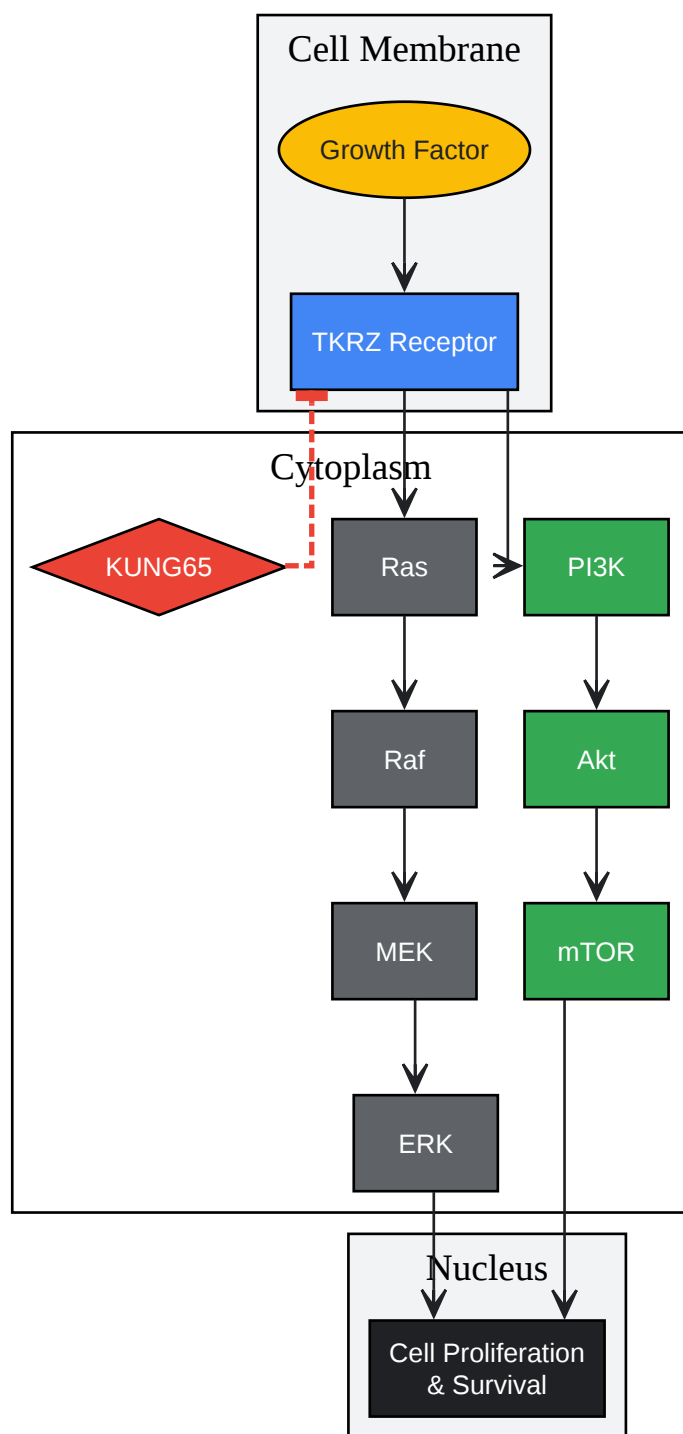 Cell Membrane
Growth Factor
TKRZ Receptor
Cytoplasm
KUNG65
Ras
PI3K
Raf
Akt
MEK
mTOR
ERK
Nucleus
Cell Proliferation
& Survival